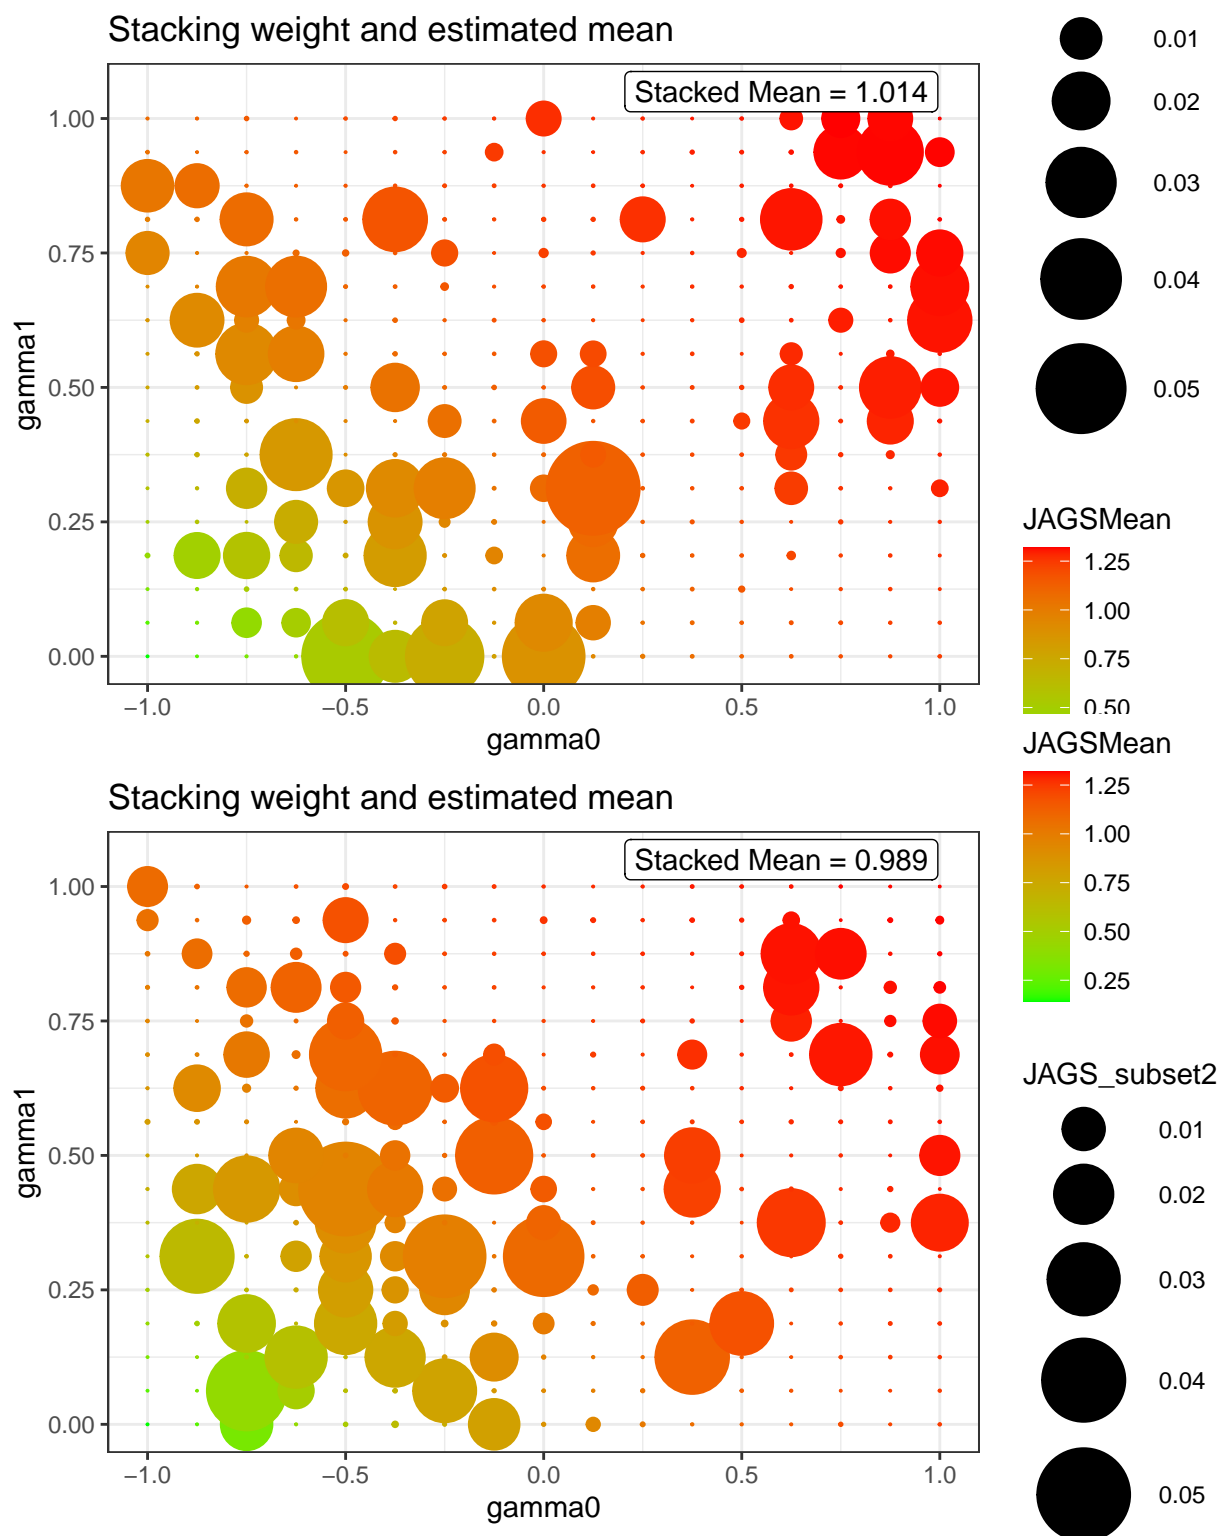 Stacking weight and estimated mean
Stacked Mean = 1.014
1.00
0.75
0.50
0.25
0.00
gamma1
−1.0 −0.5 0.0 0.5 1.0
gamma0
0.01
0.02
0.03
0.04
0.05
JAGSMean
1.25
1.00
0.75
0.50
JAGSMean
1.25
1.00
0.75
0.50
0.25
Stacking weight and estimated mean
Stacked Mean = 0.989
1.00
0.75
0.50
0.25
0.00
gamma1
−1.0 −0.5 0.0 0.5 1.0
gamma0
JAGS_subset2
0.01
0.02
0.03
0.04
0.05